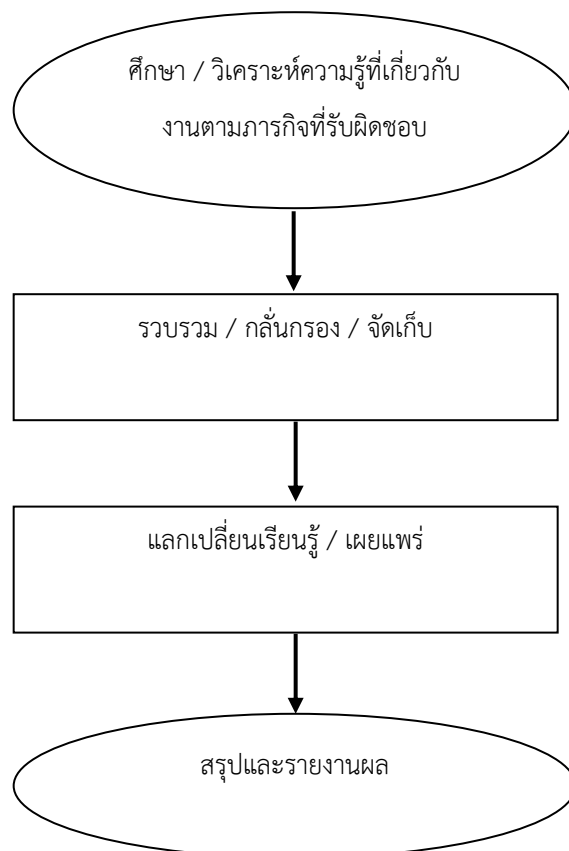 ศึกษา / วิเคราะห์ความรู้ที่เกี่ยวกับ
งานตามภารกิจที่รับผิดชอบ
รวบรวม / กลั่นกรอง / จัดเก็บ
แลกเปลี่ยนเรียนรู้ / เผยแพร่
สรุปและรายงานผล